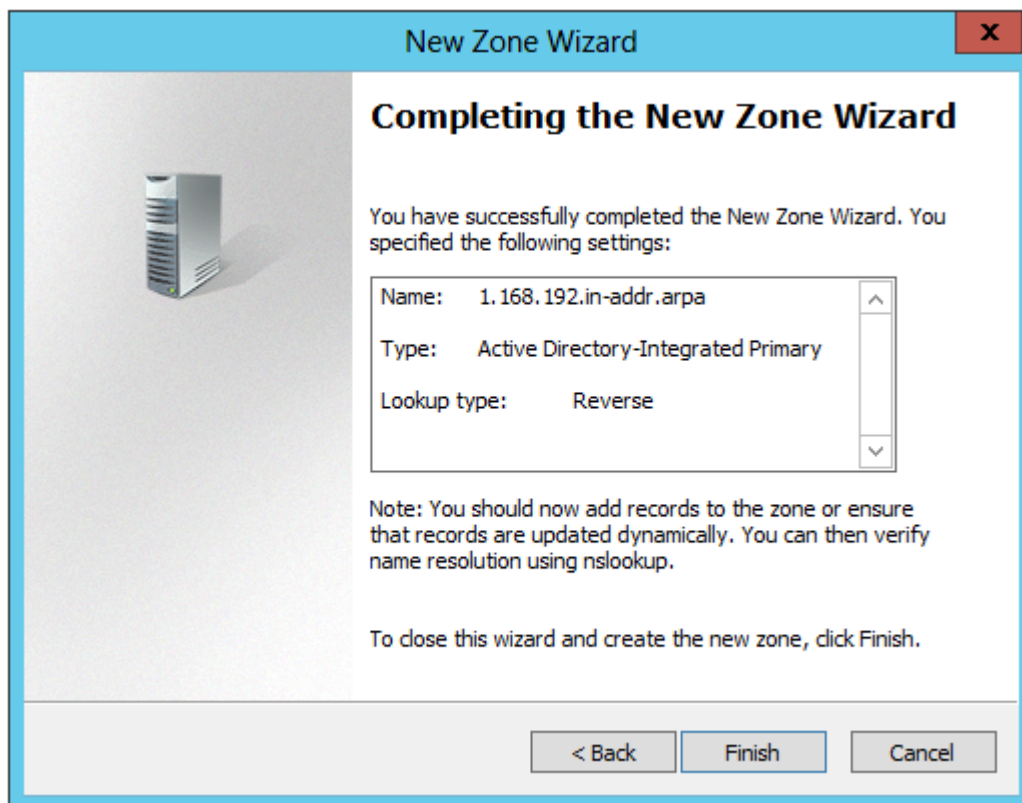 New Zone Wizard
x
Completing the New Zone Wizard
You have successfully completed the New Zone Wizard. You
specified the following settings:
Name: 1.168.192.in-addr.arpa
Type: Active Directory-Integrated Primary
Lookup type: Reverse
Note: You should now add records to the zone or ensure
that records are updated dynamically. You can then verify
name resolution using nslookup.
To close this wizard and create the new zone, click Finish.
< Back Finish Cancel